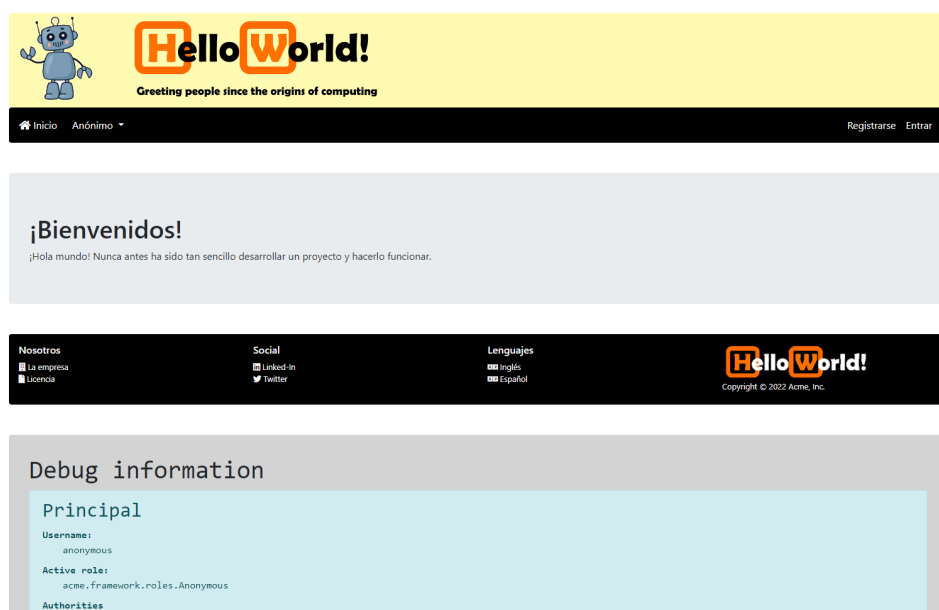 HelloWorld!
Greeting people since the origins of computing
Inicio Anónimo Registrarse Entrar
¡Bienvenidos!
¡Hola mundo! Nunca antes ha sido tan sencillo desarrollar un proyecto y hacerlo funcionar.
Nosotros
La empresa
Licencia
Social
Linked-In
Twitter
Lenguajes
Inglés
Español
HelloWorld!
Copyright © 2022 Acme, Inc.
Debug information
Principal
Username:
anonymous
Active role:
acme.framework.roles.Anonymous
Authorities